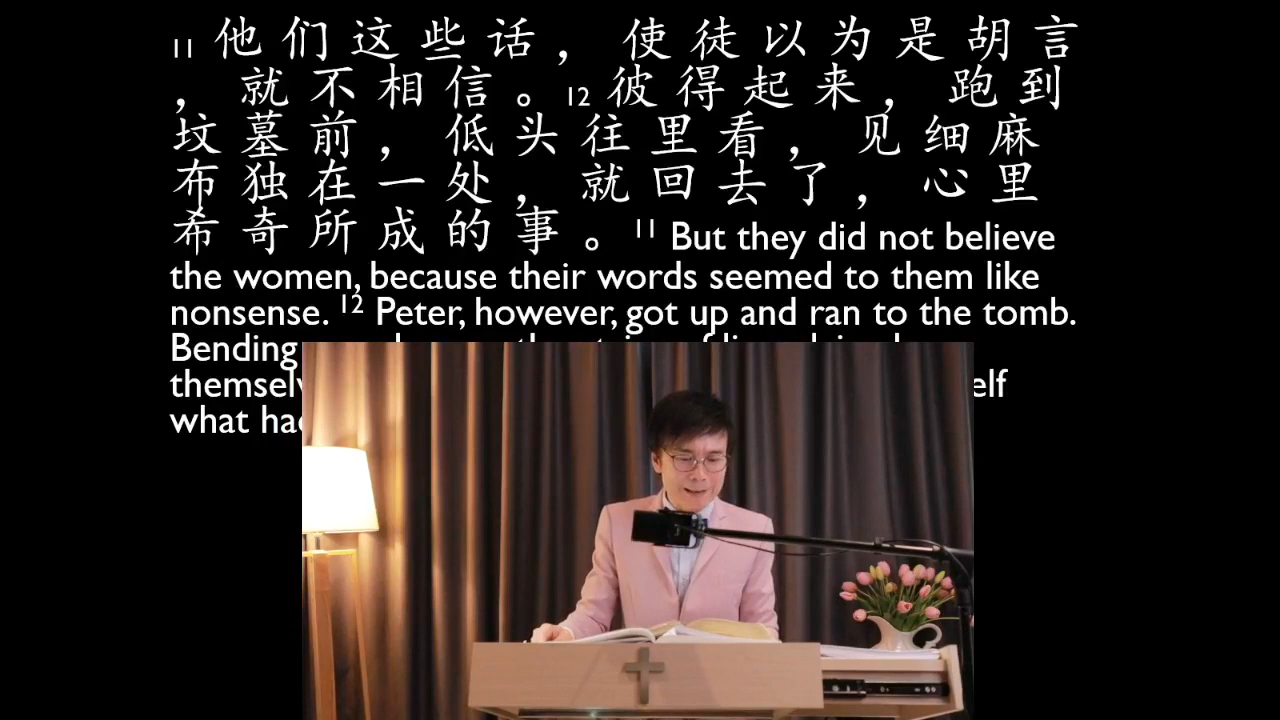 11 他们这些话，使徒以为是胡言
，就不相信。12 彼得起来，跑到
坟墓前，低头往里看，见细麻
布独在一处，就回去了，心里
希奇所成的事。11 But they did not believe
the women, because their words seemed to them like
nonsense. 12 Peter, however, got up and ran to the tomb.
Bending
what